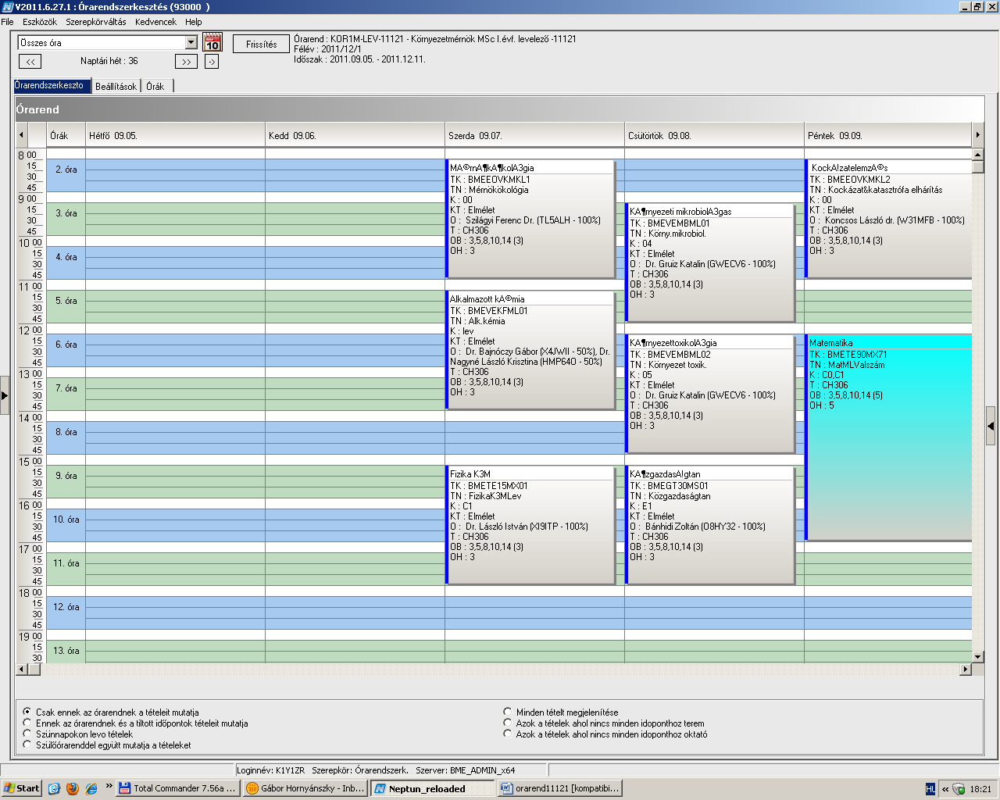 V2011.6.27.1 : Órarendszerkesztés (93000  )
File Eszközök Szerepkörváltás Kedvencek Help
Összes óra
10
Frissítés
Órarend : KOR1M-LEV-11121 - Környezetmérnök MSc I.évf. levelező -11121
Félév : 2011/12/1
Időszak : 2011.09.05. - 2011.12.11.
<< Naptári hét : 36 >> ->
Órarendszerkeszto Beállítások Órák
Órarend
Órák Hétfő 09.05. Kedd 09.06. Szerda 09.07. Csütörtök 09.08. Péntek 09.09.
8 00
15
30
45
9 00
15
30
45
10 00
15
30
45
11 00
15
30
45
12 00
15
30
45
13 00
15
30
45
14 00
15
30
45
15 00
15
30
45
16 00
15
30
45
17 00
15
30
45
18 00
15
30
45
19 00
15
30
2. óra
3. óra
4. óra
5. óra
6. óra
7. óra
8. óra
9. óra
10. óra
11. óra
12. óra
13. óra
MA©rnA¶kA¶kolA3gia
TK : BMEEOVKMKL1
TN : Mérnökökológia
K : 00
KT : Elmélet
O :  Szilágyi Ferenc Dr. (TL5ALH - 100%)
T : CH306
OB : 3,5,8,10,14 (3)
OH : 3
Alkalmazott kA©mia
TK : BMEVEKFML01
TN : Alk.kémia
K : lev
KT : Elmélet
O :  Dr. Bajnóczy Gábor (X4JWII - 50%), Dr.
Nagyné László Krisztina (HMP64O - 50%)
T : CH306
OB : 3,5,8,10,14 (3)
OH : 3
Fizika K3M
TK : BMETE15MX01
TN : FizikaK3MLev
K : C1
KT : Elmélet
O :  Dr. László István (XI9ITP - 100%)
T : CH306
OB : 3,5,8,10,14 (3)
OH : 3
KA¶rnyezeti mikrobiolA3gas
TK : BMEVEMBML01
TN : Körny.mikrobiol.
K : 04
KT : Elmélet
O :  Dr. Gruiz Katalin (GWECV6 - 100%)
T : CH306
OB : 3,5,8,10,14 (3)
OH : 3
KA¶rnyezettoxikolA3gia
TK : BMEVEMBML02
TN : Környezet toxik.
K : 05
KT : Elmélet
O :  Dr. Gruiz Katalin (GWECV6 - 100%)
T : CH306
OB : 3,5,8,10,14 (3)
OH : 3
KA¶zgazdasA!gtan
TK : BMEGT30MS01
TN : Közgazdaságtan
K : E1
KT : Elmélet
O :  Bánhidi Zoltán (O8HY32 - 100%)
T : CH306
OB : 3,5,8,10,14 (3)
OH : 3
KockA!zatelemzA©s
TK : BMEEOVKMKL2
TN : Kockázat&katasztrófa elhárítás
K : 00
KT : Elmélet
O :  Koncsos László dr. (W31MFB - 100%)
T : CH306
OB : 3,5,8,10,14 (3)
OH : 3
Matematika
TK : BMETE90MX71
TN : MatMLValszám
K : C0,C1
T : CH306
OB : 3,5,8,10,14 (5)
OH : 5
Csak ennek az órarendnek a tételeit mutatja
Ennek az órarendnek és a tiltott időpontok tételeit mutatja
Szünnapokon levo tételek
Szülőórarenddel együtt mutatja a tételeket
Minden tételt megjelenítése
Azok a tételek ahol nincs minden idoponthoz terem
Azok a tételek ahol nincs minden idoponthoz oktató
Loginnév: K1Y1ZR Szerepkör: Órarendszerk. Szerver: BME_ADMIN_x64
Start » Total Commander 7.56a ... Gábor Hornyánszky - Inb... Neptun_reloaded orarend11121 [kompatibi... HU « 18:21